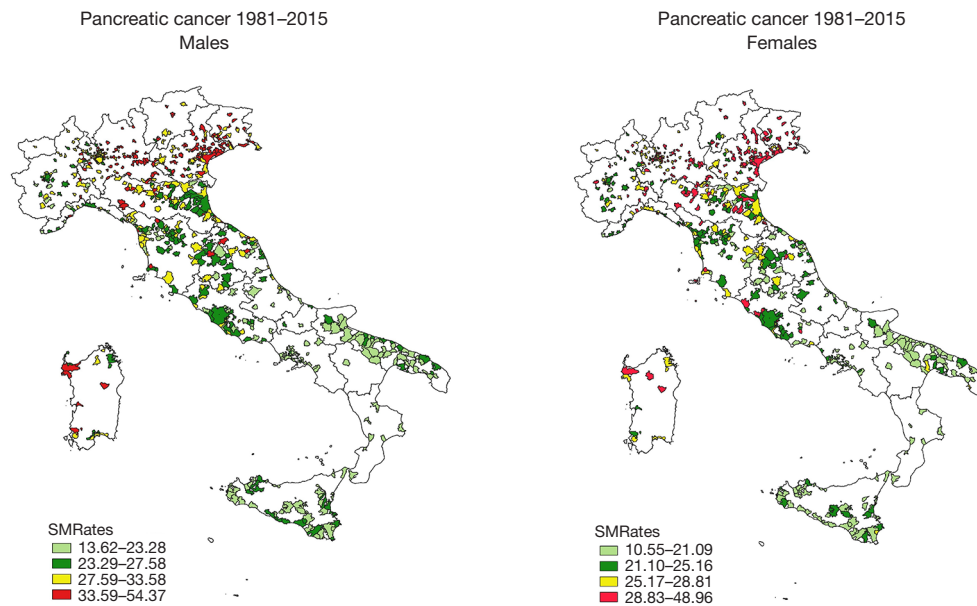 Pancreatic cancer 1981–2015
Males
SMRates
13.62–23.28
23.29–27.58
27.59–33.58
33.59–54.37
Pancreatic cancer 1981–2015
Females
SMRates
10.55–21.09
21.10–25.16
25.17–28.81
28.83–48.96